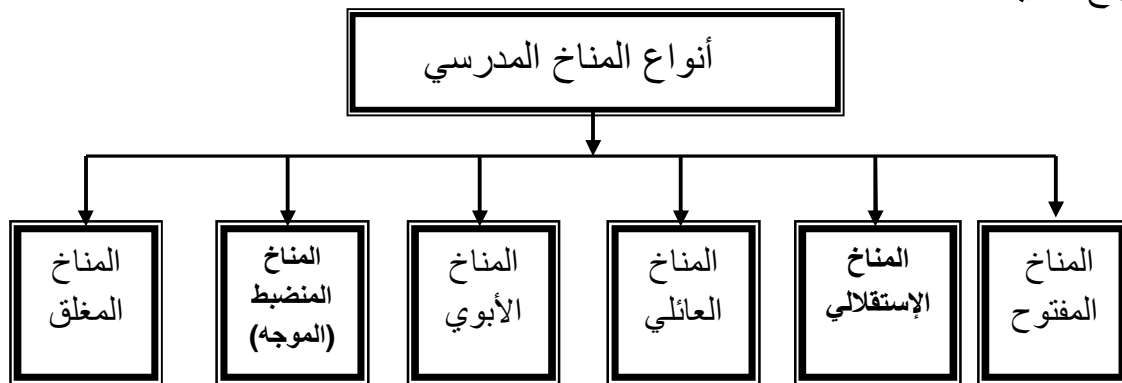 أنواع المناخ المدرسي
المناخ
المفتوح
المناخ
الإستقلالي
المناخ
العائلي
المناخ
الأبوي
المناخ
المنضبط
(الموجه)
المناخ
المغلق